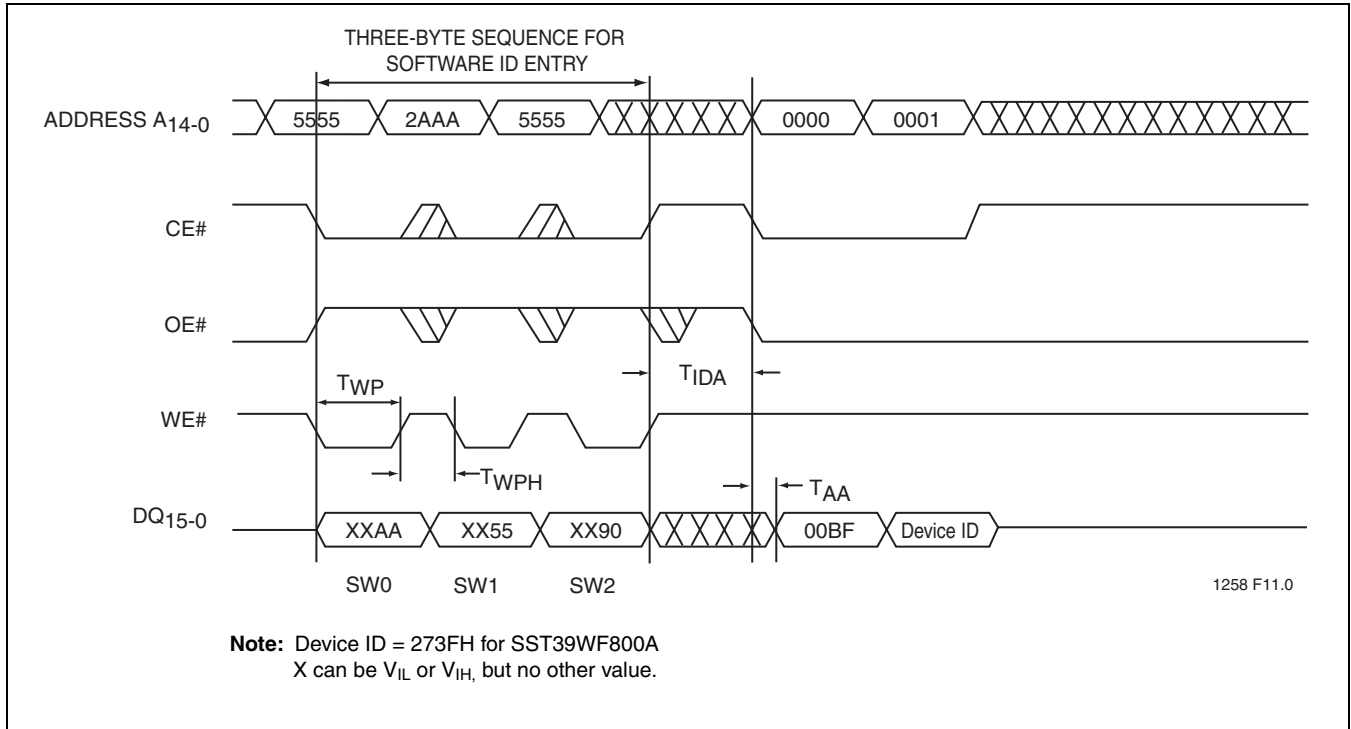 THREE-BYTE SEQUENCE FOR
SOFTWARE ID ENTRY
ADDRESS A14-0
5555
2AAA
5555
0000
0001
CE#
OE#
TIDA
TWP
WE#
TWPH
TAA
DQ15-0
XXAA
XX55
XX90
00BF
Device ID
SW0
SW1
SW2
1258 F11.0
Note: Device ID = 273FH for SST39WF800A
X can be VIL or VIH, but no other value.